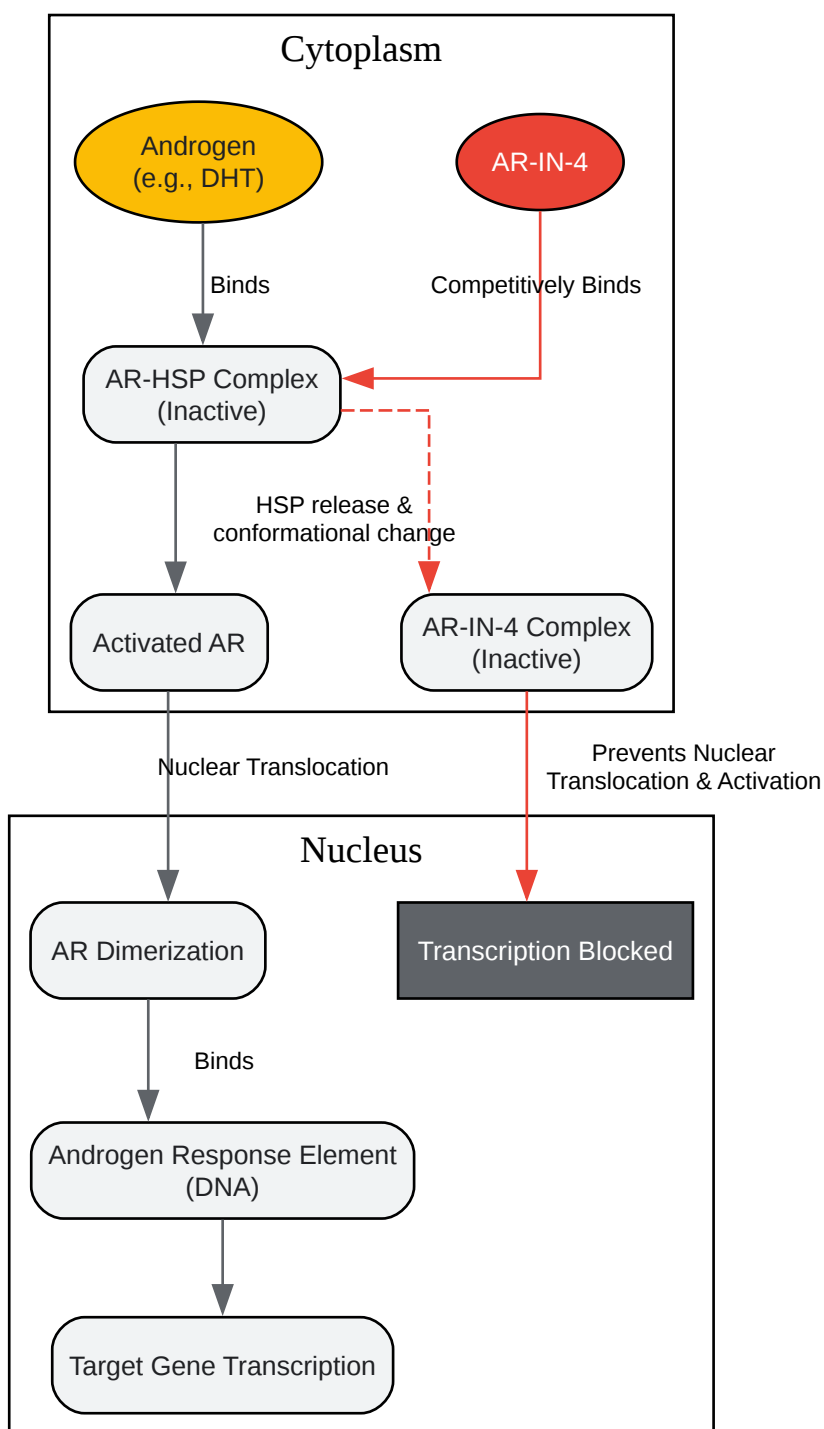 Cytoplasm
Androgen
(e.g., DHT)
AR-IN-4
Binds
Competitively Binds
AR-HSP Complex
(Inactive)
HSP release &
conformational change
Activated AR
AR-IN-4 Complex
(Inactive)
Nuclear Translocation
Prevents Nuclear
Translocation & Activation
Nucleus
AR Dimerization
Transcription Blocked
Binds
Androgen Response Element
(DNA)
Target Gene Transcription